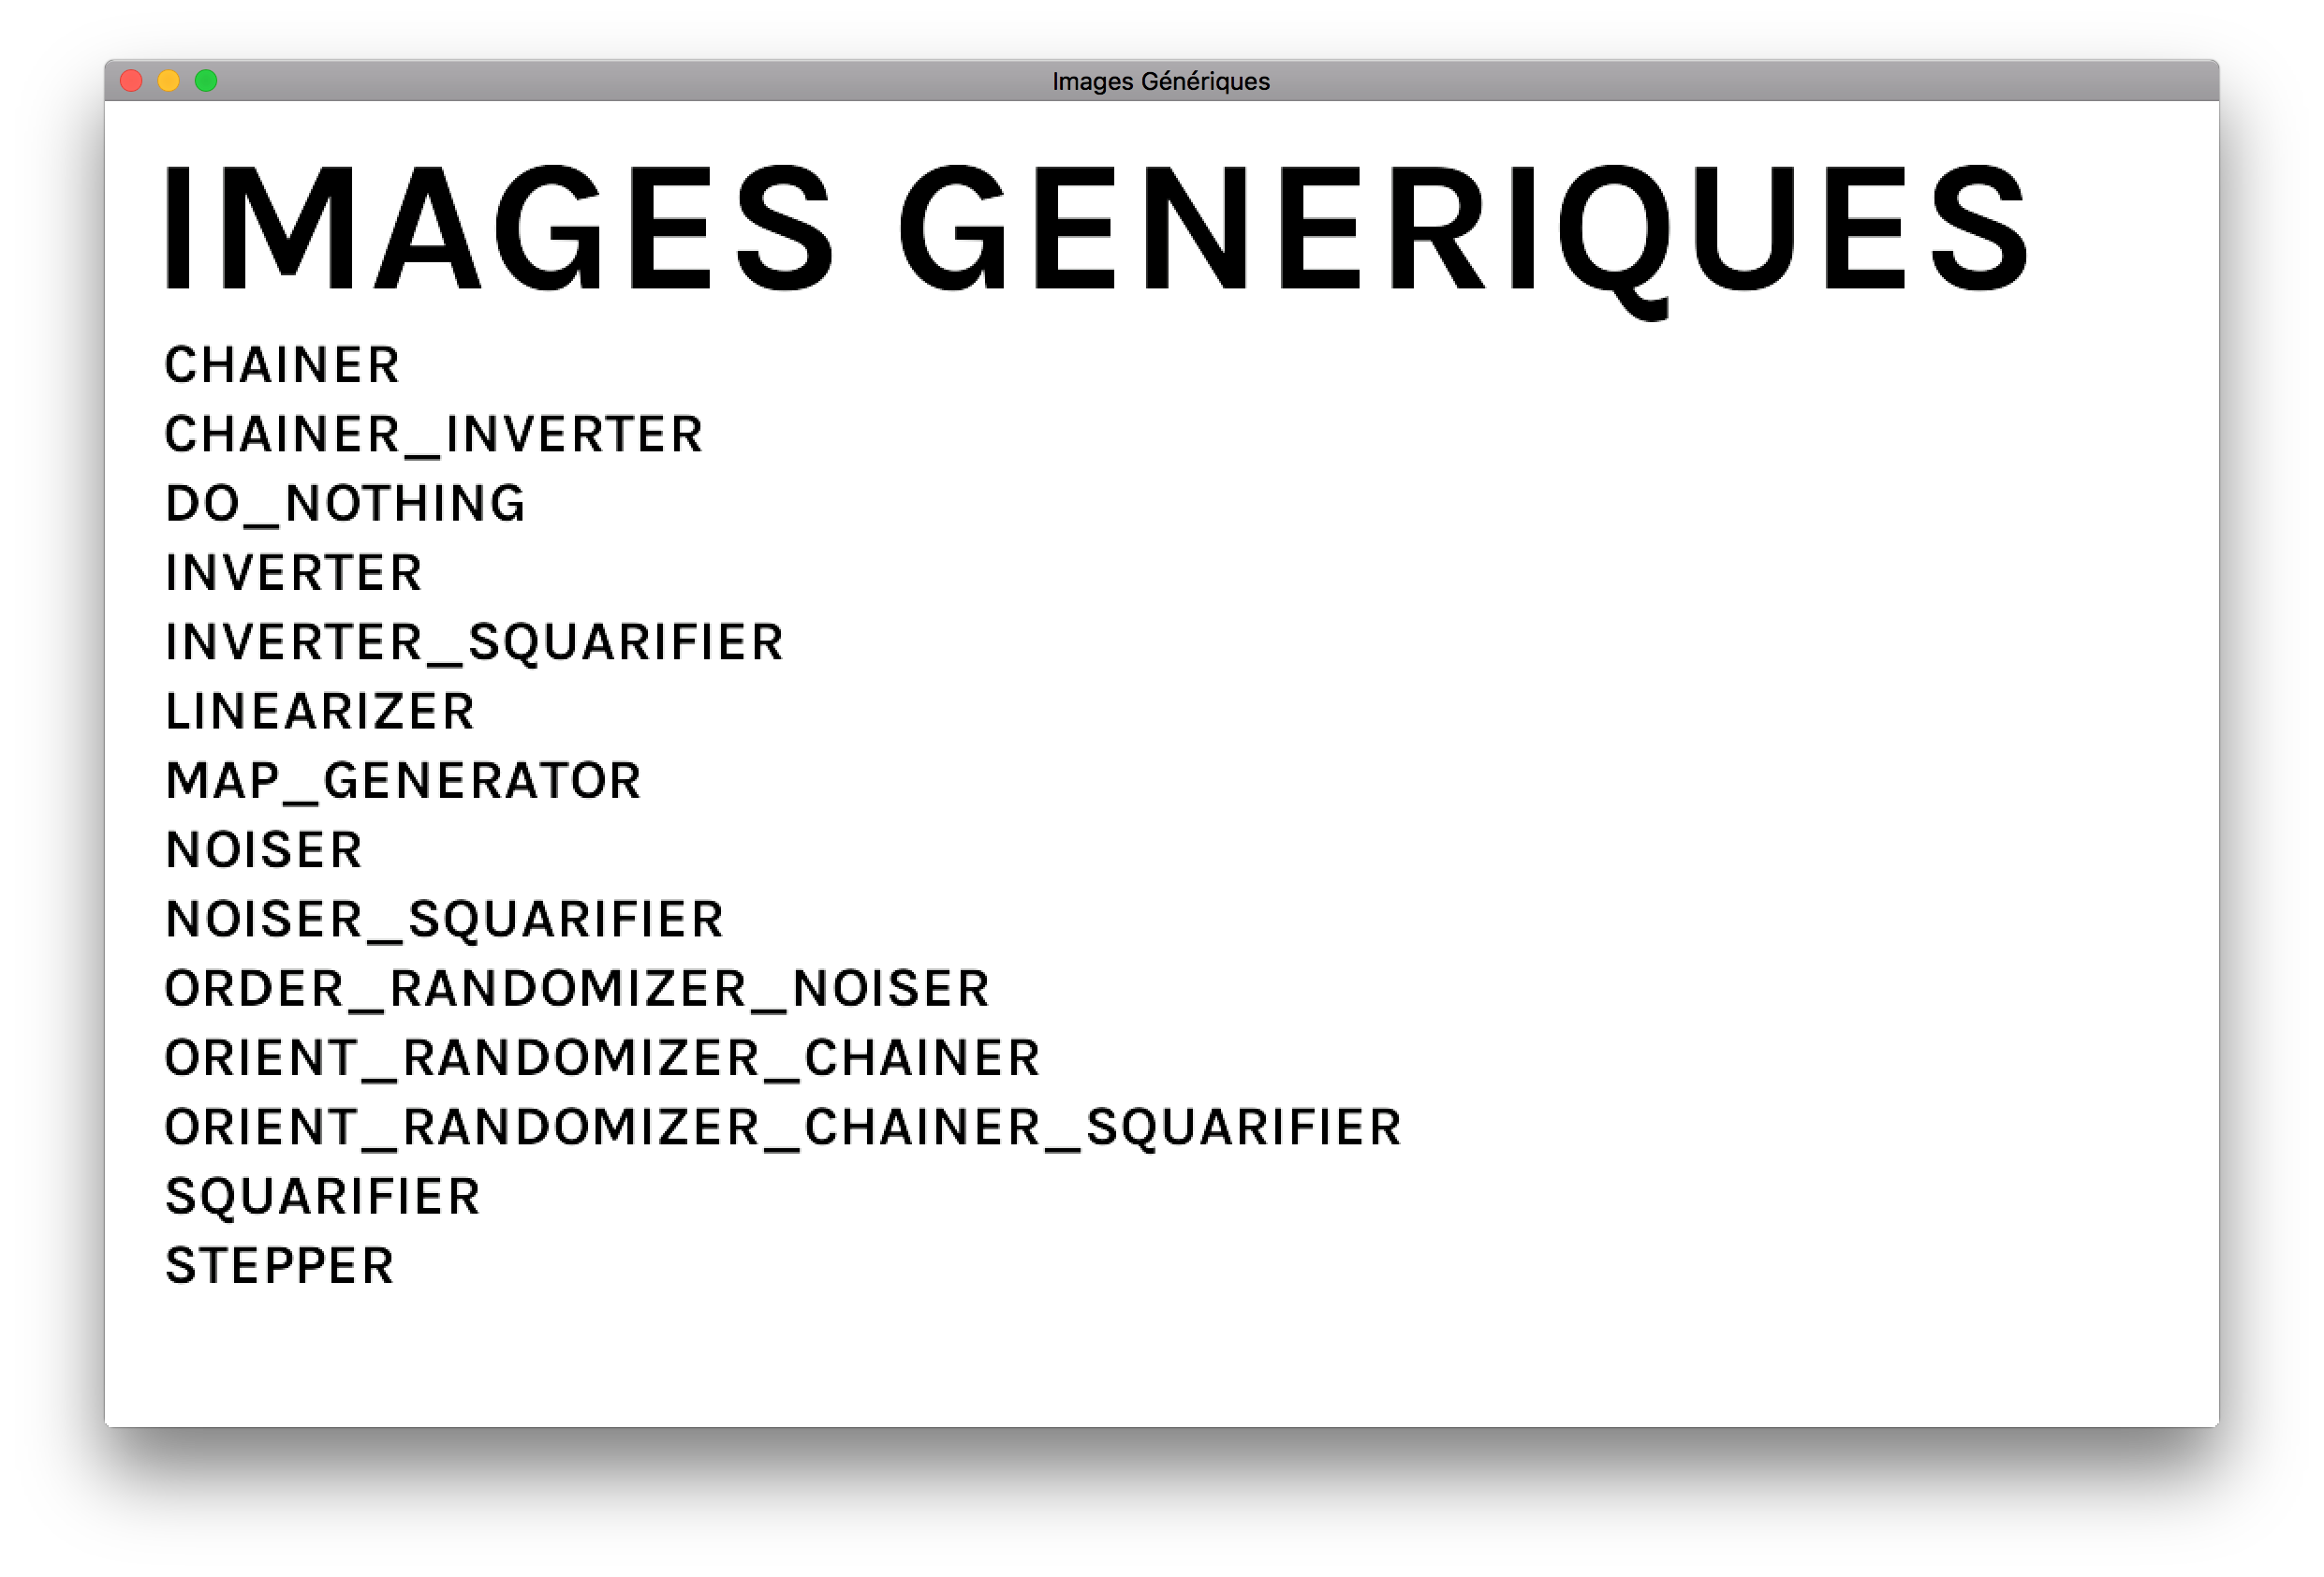 Images Génériques
IMAGES GENERIQUES
CHAINER
CHAINER_INVERTER
DO_NOTHING
INVERTER
INVERTER_SQUARIFIER
LINEARIZER
MAP_GENERATOR
NOISER
NOISER_SQUARIFIER
ORDER_RANDOMIZER_NOISER
ORIENT_RANDOMIZER_CHAINER
ORIENT_RANDOMIZER_CHAINER_SQUARIFIER
SQUARIFIER
STEPPER